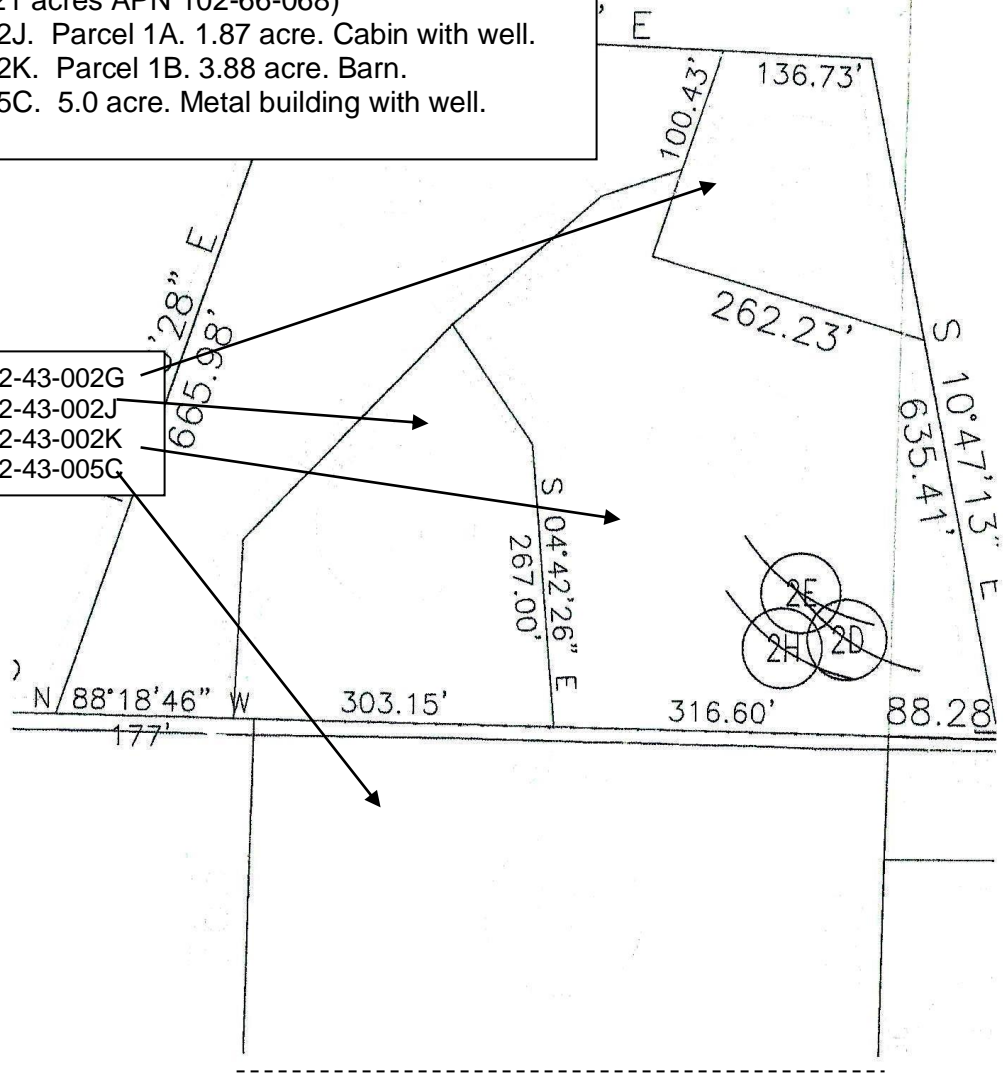 21 acres APN 102-66-068)
2J. Parcel 1A. 1.87 acre. Cabin with well.
2K. Parcel 1B. 3.88 acre. Barn.
5C. 5.0 acre. Metal building with well.
' E
136.73'
100.43'
'28" E
665.98'
262.23'
S 10°47'13" E
635.41'
2-43-002G
2-43-002J
2-43-002K
2-43-005C
S 04°42'26" E
267.00'
2E
2H
2D
)
N 88°18'46" W
303.15'
316.60'
88.28
177'